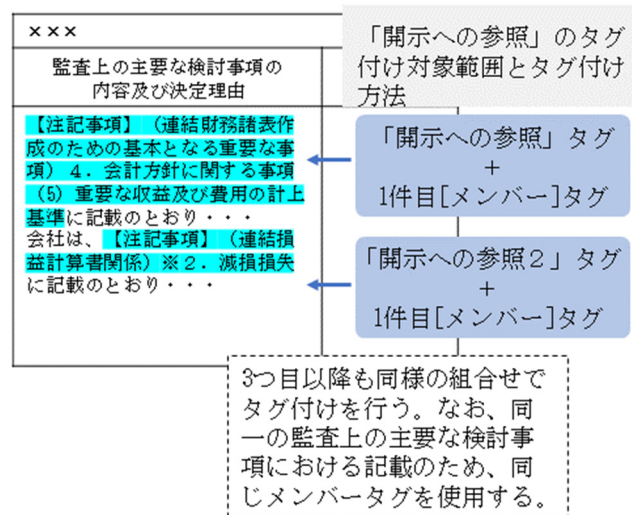 ×××
監査上の主要な検討事項の
内容及び決定理由
【注記事項】（連結財務諸表作
成のための基本となる重要な事
項）４．会計方針に関する事項
（5）重要な収益及び費用の計上
基準に記載のとおり・・・
会社は、【注記事項】（連結損
益計算書関係）※２．減損損失
に記載のとおり・・・
「開示への参照」のタグ
付け対象範囲とタグ付け
方法
「開示への参照」タグ
+
1件目[メンバー]タグ
「開示への参照２」タグ
+
1件目[メンバー]タグ
3つ目以降も同様の組合せで
タグ付けを行う。なお、同
一の監査上の主要な検討事
項における記載のため、同
じメンバータグを使用する。